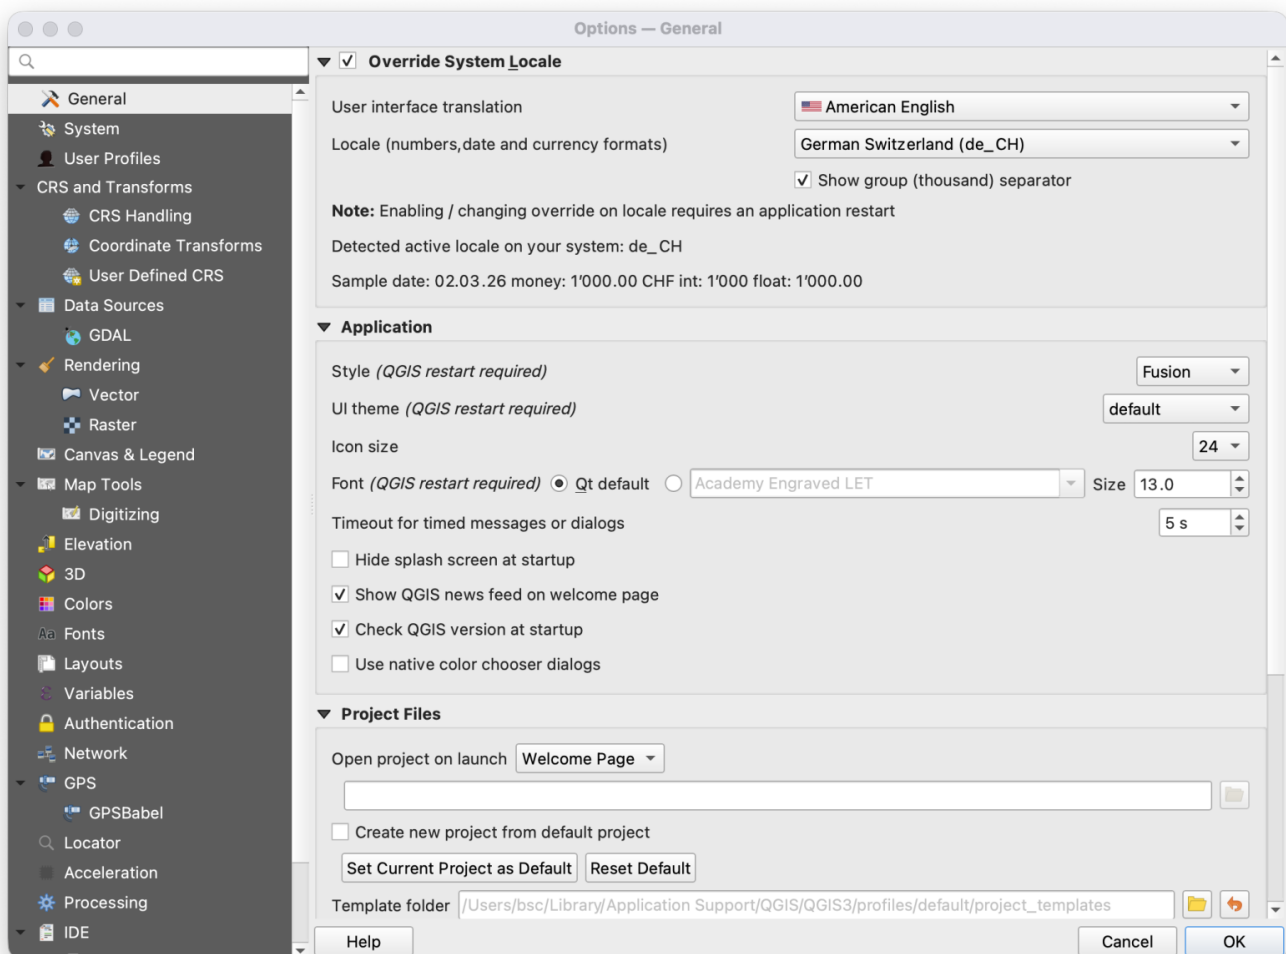 Options — General
General
System
User Profiles
CRS and Transforms
CRS Handling
Coordinate Transforms
User Defined CRS
Data Sources
GDAL
Rendering
Vector
Raster
Canvas & Legend
Map Tools
Digitizing
Elevation
3D
Colors
Aa Fonts
Layouts
Variables
Authentication
Network
GPS
GPSBabel
Locator
Acceleration
Processing
IDE
Override System Locale
User interface translation American English
Locale (numbers,date and currency formats) German Switzerland (de_CH)
Show group (thousand) separator
Note: Enabling / changing override on locale requires an application restart
Detected active locale on your system: de_CH
Sample date: 02.03.26 money: 1’000.00 CHF int: 1’000 float: 1’000.00
Application
Style (QGIS restart required) Fusion
UI theme (QGIS restart required) default
Icon size 24
Font (QGIS restart required) Qt default Academy Engraved LET Size 13.0
Timeout for timed messages or dialogs 5 s
Hide splash screen at startup
Show QGIS news feed on welcome page
Check QGIS version at startup
Use native color chooser dialogs
Project Files
Open project on launch Welcome Page
Create new project from default project
Set Current Project as Default Reset Default
Template folder /Users/bsc/Library/Application Support/QGIS/QGIS3/profiles/default/project_templates
Help Cancel OK